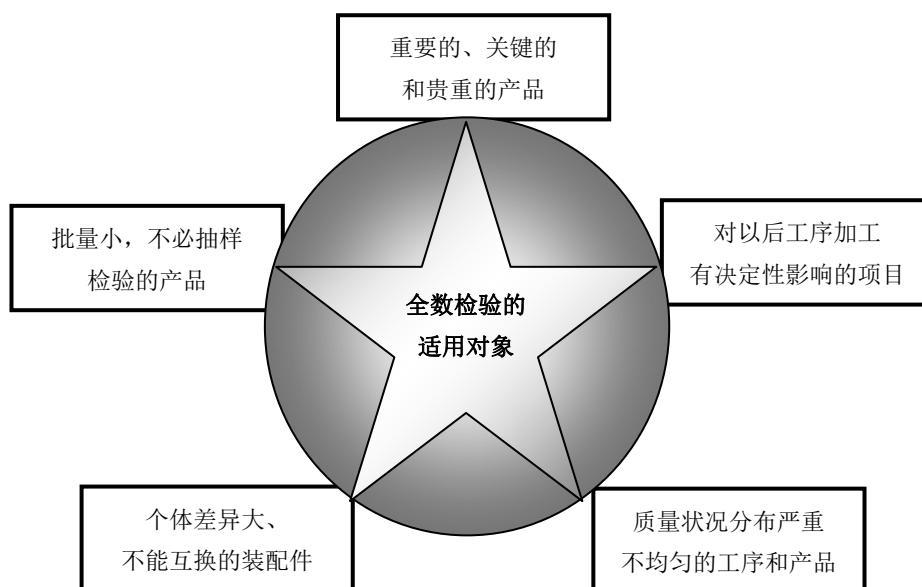 重要的、关键的
和贵重的产品
批量小，不必抽样
检验的产品
对以后工序加工
有决定性影响的项目
全数检验的
适用对象
个体差异大、
不能互换的装配件
质量状况分布严重
不均匀的工序和产品